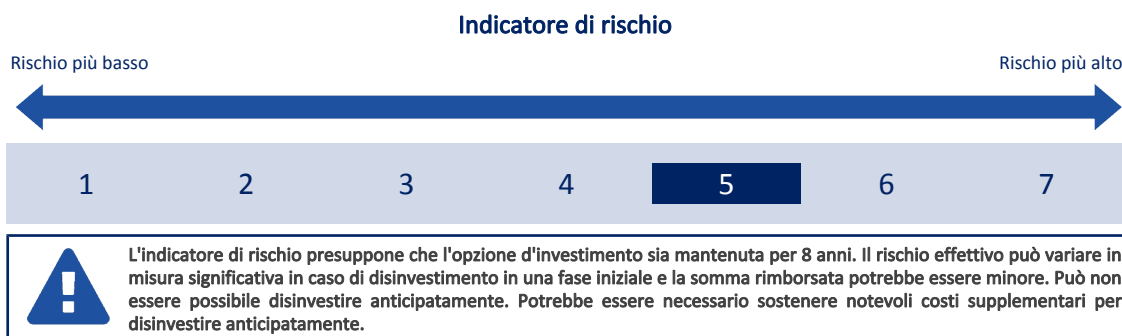 Indicatore di rischio
Rischio più basso Rischio più alto
1 2 3 4 5 6 7
L'indicatore di rischio presuppone che l'opzione d'investimento sia mantenuta per 8 anni. Il rischio effettivo può variare in
misura significativa in caso di disinvestimento in una fase iniziale e la somma rimborsata potrebbe essere minore. Può non
essere possibile disinvestire anticipatamente. Potrebbe essere necessario sostenere notevoli costi supplementari per
disinvestire anticipatamente.